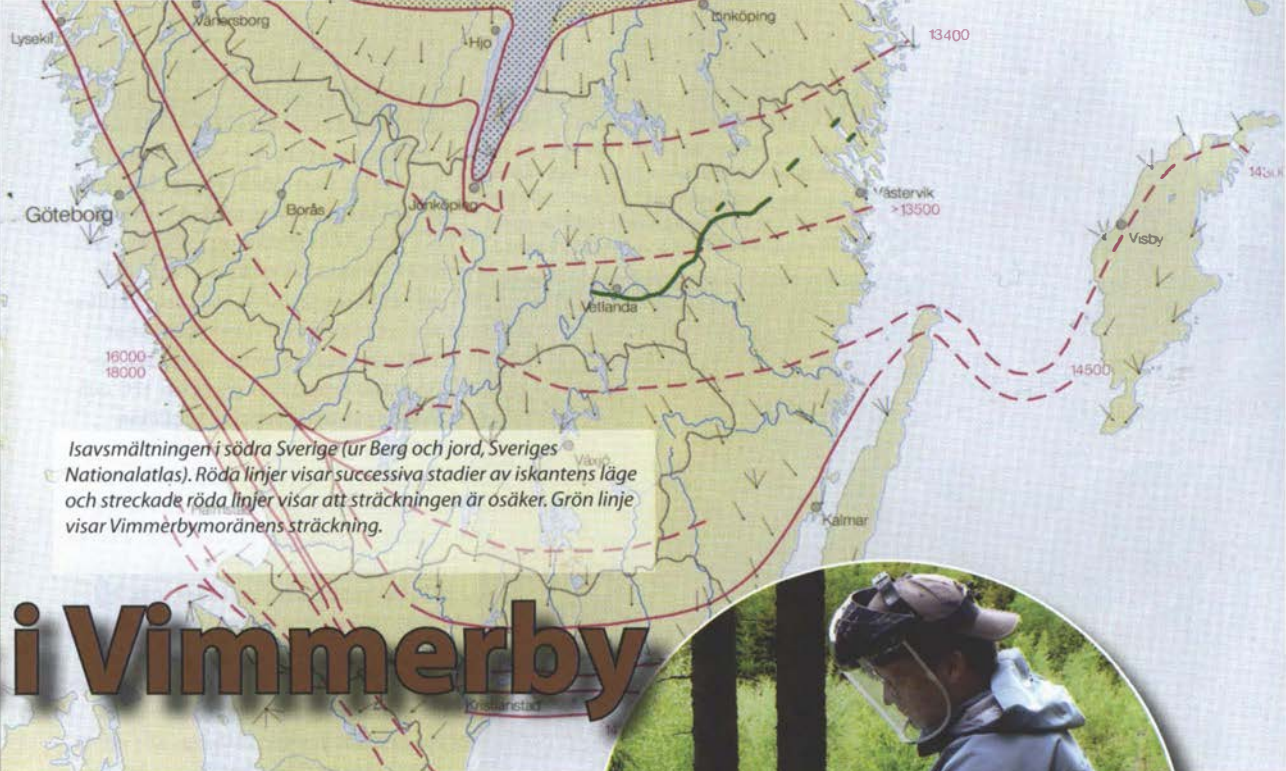 Vänersborg
Linköping
Lysekil
Hjo
13400
Göteborg
Borås
Jönköping
Västervik
>13500
Visby
Vetlanda
16000-
18000
14500
Isavsmältningen i södra Sverige (ur Berg och jord, Sveriges
Nationalatlas). Röda linjer visar successiva stadier av iskantens läge
och streckade röda linjer visar att sträckningen är osäker. Grön linje
visar Vimmerbymoränens sträckning.
Växjö
Halmstad
Kalmar
i Vimmerby
Kristianstad